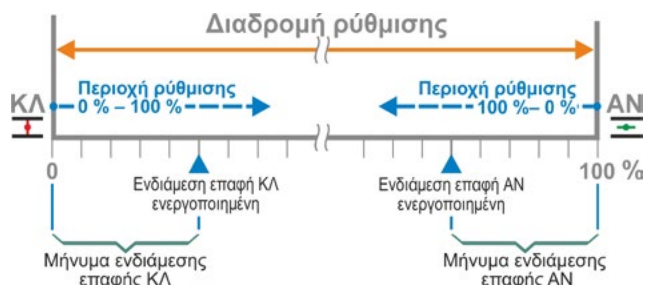 Διαδρομή ρύθμισης
Περιοχή ρύθμισης
0 % – 100 %
Περιοχή ρύθμισης
100 %– 0 %
ΚΛ
ΑΝ
0
100 %
Ενδιάμεση επαφή ΚΛ
ενεργοποιημένη
Ενδιάμεση επαφή ΑΝ
ενεργοποιημένη
Μήνυμα ενδιάμεσης
επαφής ΚΛ
Μήνυμα ενδιάμεσης
επαφής ΑΝ